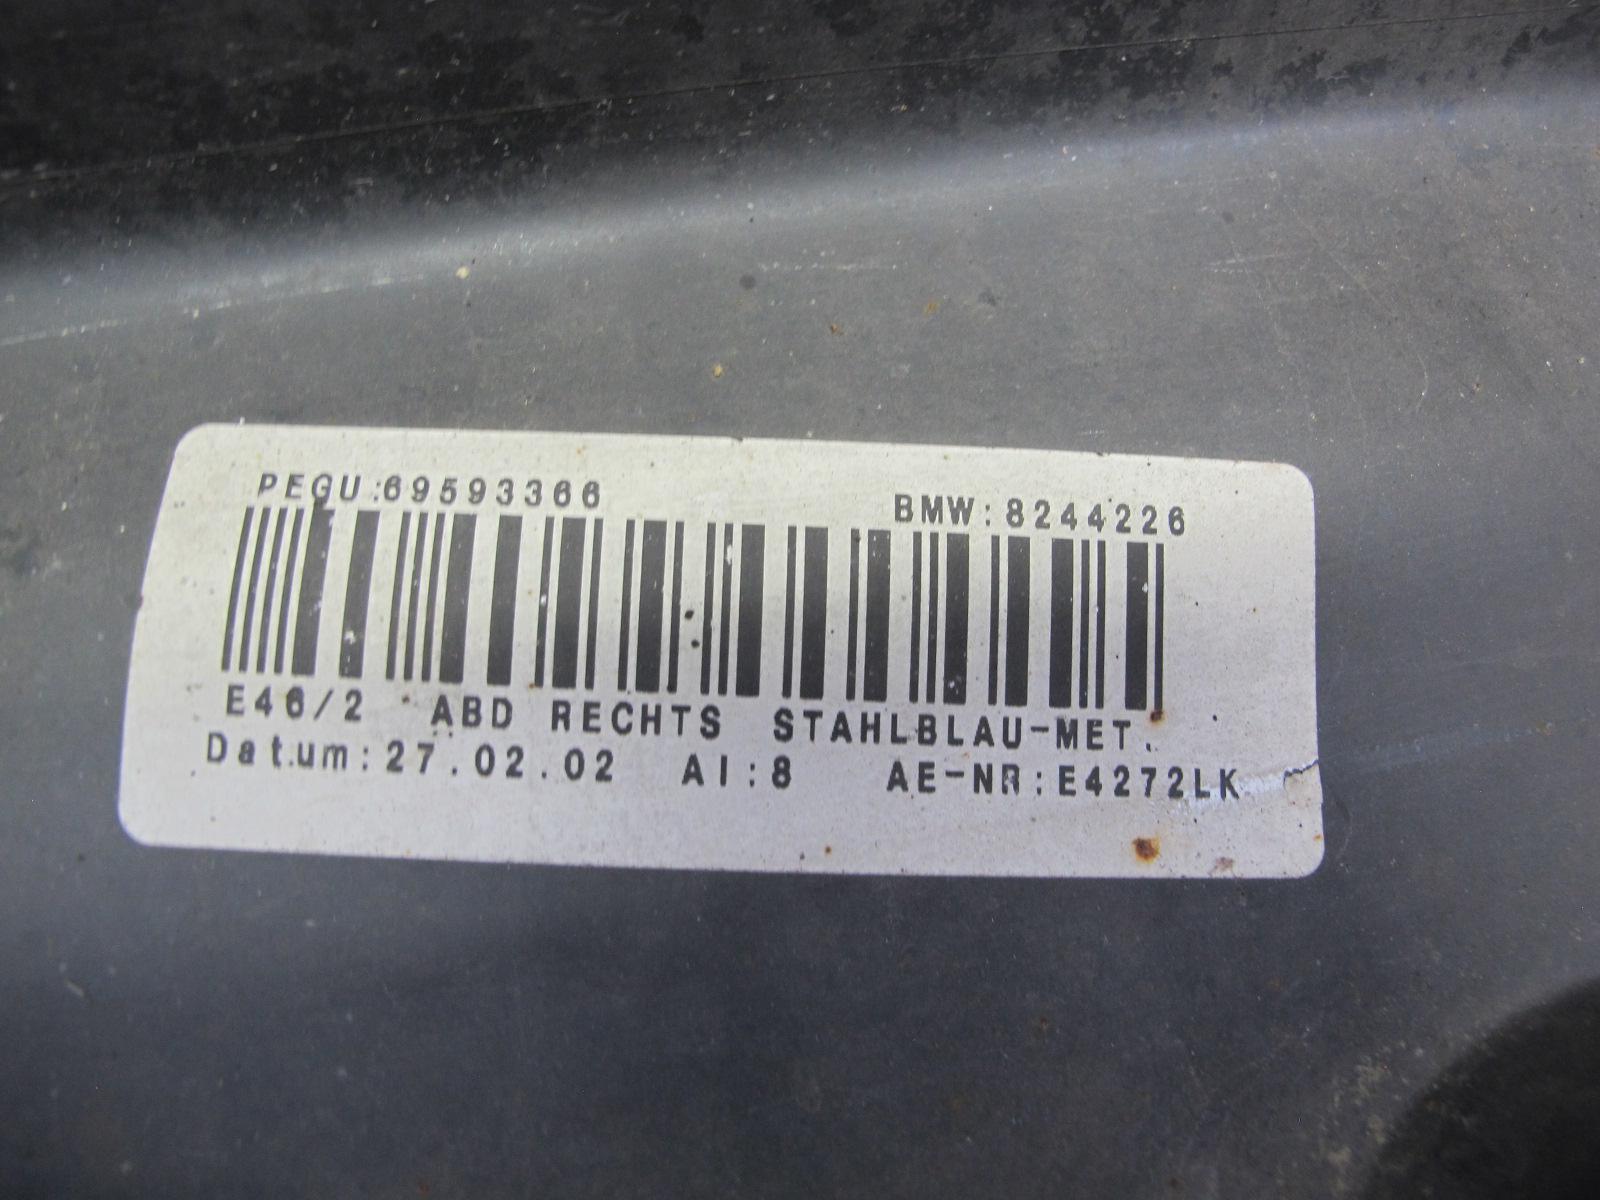 PEGU:69593366 BMW:8244226
E46/2 ABD RECHTS STAHLBLAU-MET.
Datum:27.02.02 AI:8 AE-NR:E4272LK